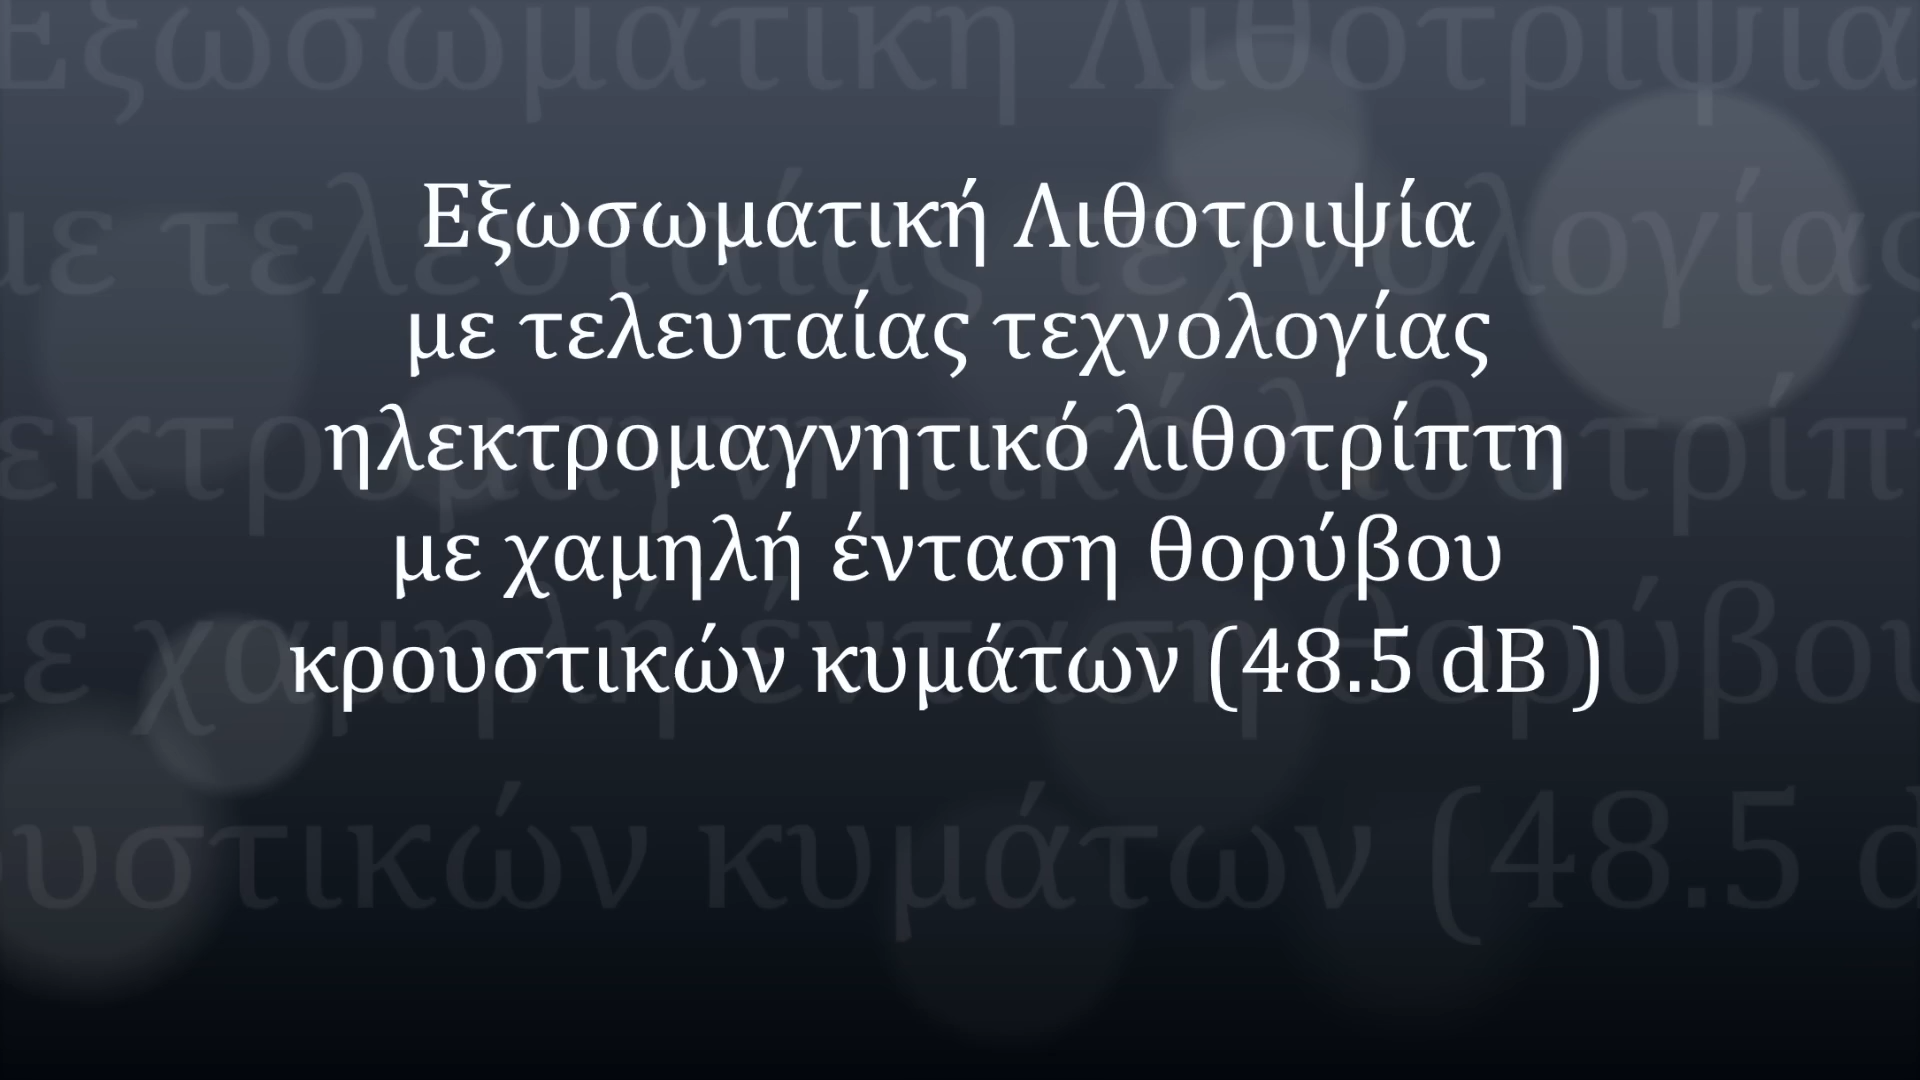 Εξωσωματική Λιθοτριψία
με τελευταίας τεχνολογίας
ηλεκτρομαγνητικό λιθοτρίπτη
με χαμηλή ένταση θορύβου
κρουστικών κυμάτων (48.5 dB )